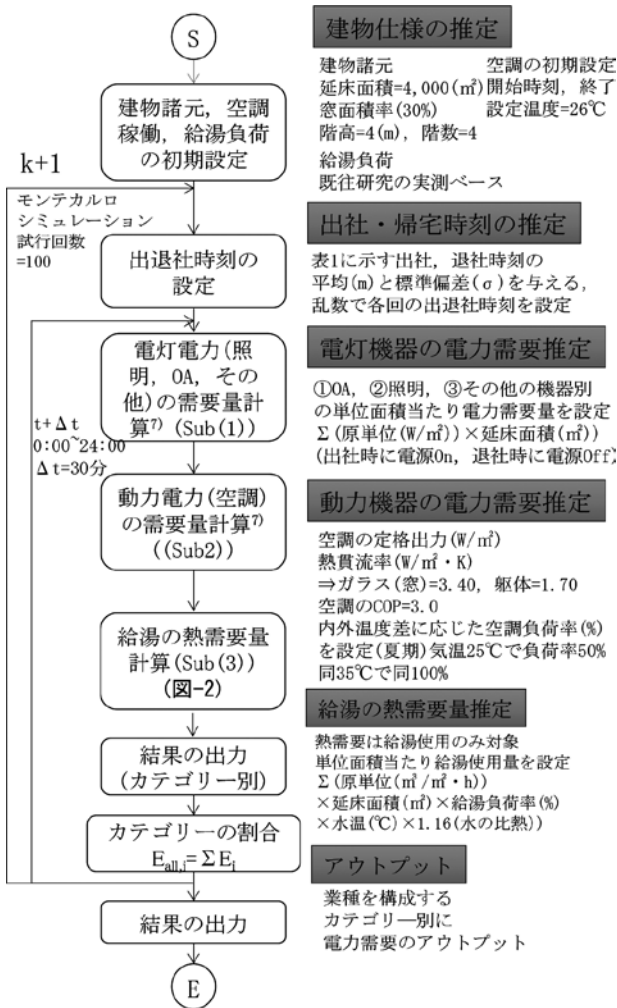 S
建物諸元，空調
稼働，給湯負荷
の初期設定
k+1
モンテカルロ
シミュレーション
試行回数
=100
出退社時刻の
設定
電灯電力(照
明，OA，その
他)の需要量計
算7) (Sub(1))
t+Δt
0:00~24:00
Δt=30分
動力電力(空調)
の需要量計算7)
((Sub2))
給湯の熱需要量
計算(Sub(3))
(図-2)
結果の出力
(カテゴリー別)
カテゴリーの割合
Eall,i=ΣEi
結果の出力
E
建物仕様の推定
建物諸元
延床面積=4,000(㎡)
窓面積率(30%)
階高=4(m)，階数=4
空調の初期設定
開始時刻，終了
設定温度=26℃
給湯負荷
既往研究の実測ベース
出社・帰宅時刻の推定
表1に示す出社，退社時刻の
平均(m)と標準偏差(σ)を与える，
乱数で各回の出退社時刻を設定
電灯機器の電力需要推定
①OA，②照明，③その他の機器別
の単位面積当たり電力需要量を設定
Σ(原単位(W/㎡))×延床面積(㎡))
(出社時に電源On，退社時に電源Off)
動力機器の電力需要推定
空調の定格出力(W/㎡)
熱貫流率(W/㎡・K)
⇒ガラス(窓)=3.40，躯体=1.70
空調のCOP=3.0
内外温度差に応じた空調負荷率(%)
を設定(夏期)気温25℃で負荷率50%
同35℃で同100%
給湯の熱需要量推定
熱需要は給湯使用のみ対象
単位面積当たり給湯使用量を設定
Σ(原単位(㎥/㎡・h))
×延床面積(㎡)×給湯負荷率(%)
×水温(℃)×1.16(水の比熱))
アウトプット
業種を構成する
カテゴリ―別に
電力需要のアウトプット